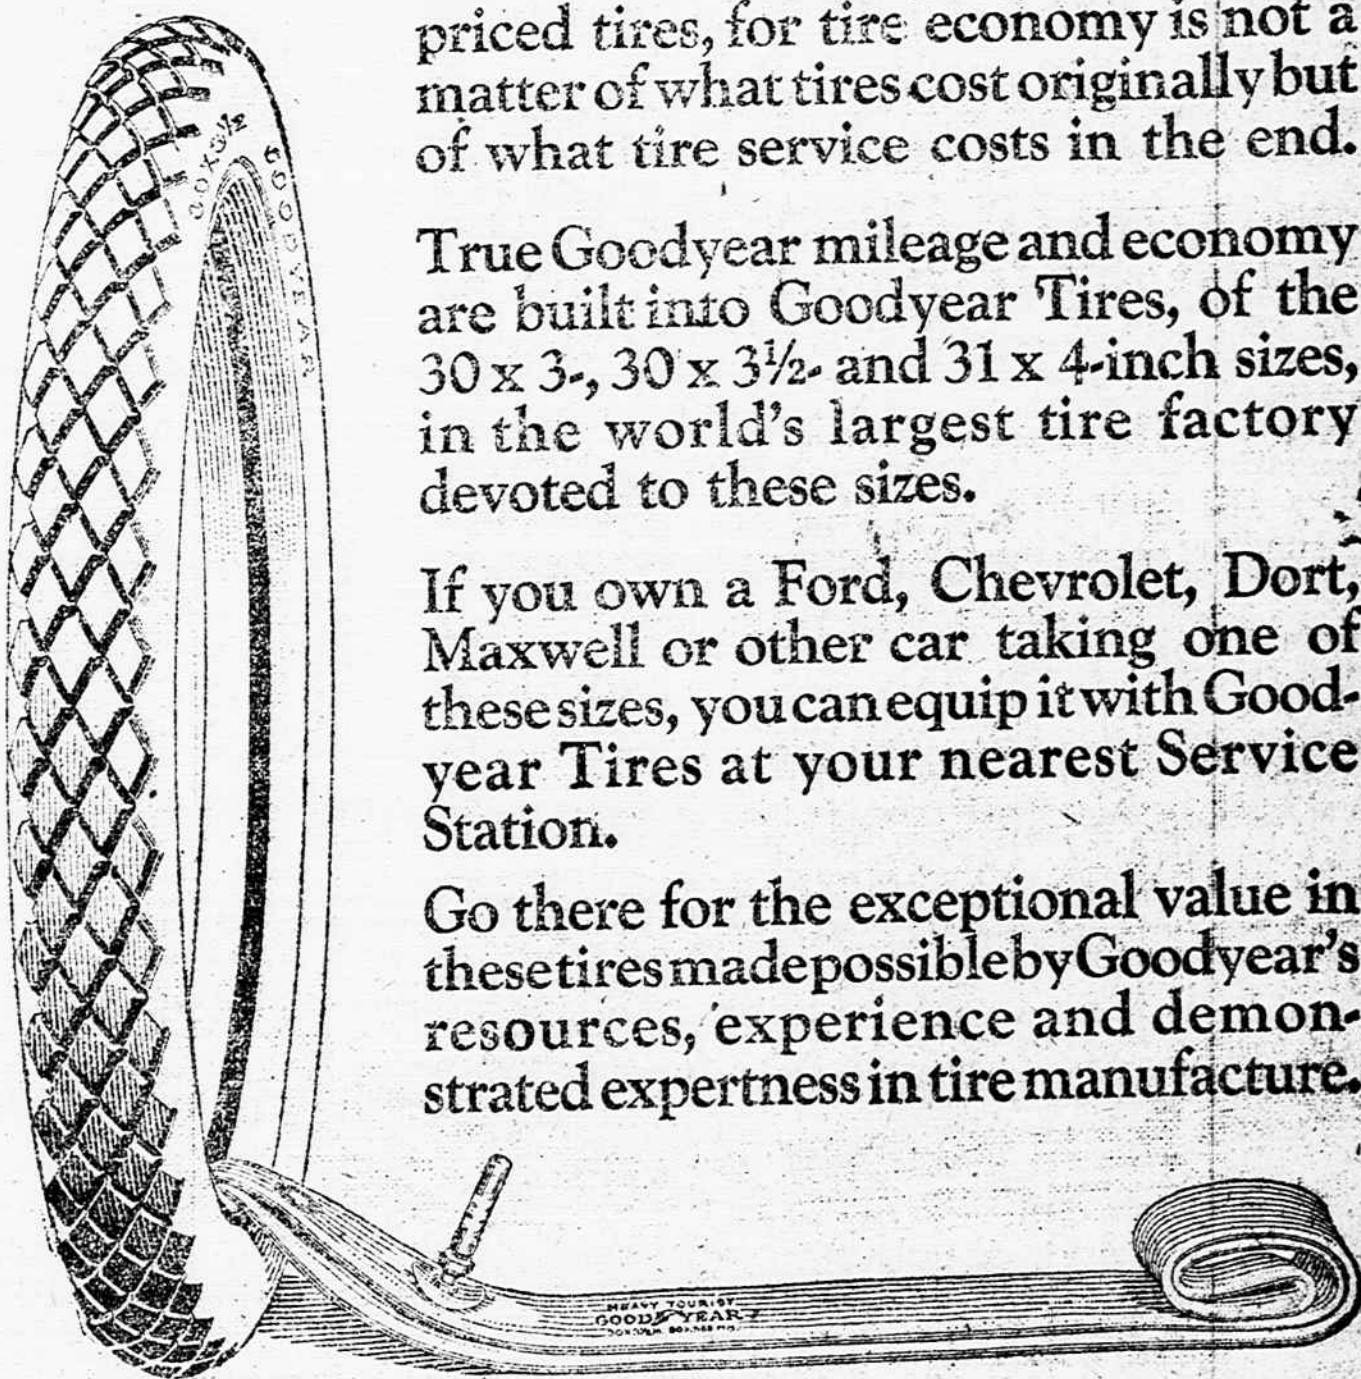 priced tires, for tire economy is not a
matter of what tires cost originally but
of what tire service costs in the end.
True Goodyear mileage and economy
are built into Goodyear Tires, of the
30 x 3-, 30 x 3½- and 31 x 4-inch sizes,
in the world's largest tire factory
devoted to these sizes.
If you own a Ford, Chevrolet, Dort,
Maxwell or other car taking one of
these sizes, you can equip it with Good-
year Tires at your nearest Service
Station.
Go there for the exceptional value in
these tires made possible by Goodyear's
resources, experience and demon-
strated expertness in tire manufacture.
30X3½
GOODYEAR
HEAVY TOURIST
GOODYEAR